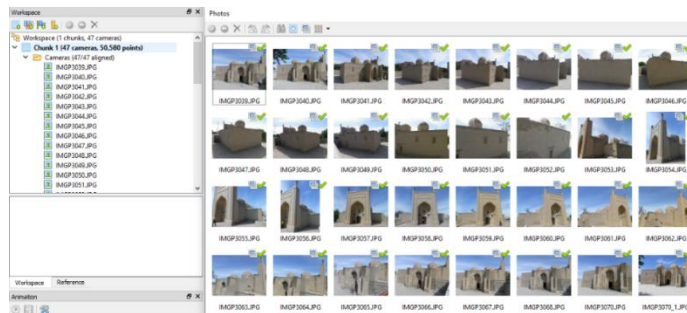 Workspace
Workspace (1 chunks, 47 cameras)
Chunk 1 (47 cameras, 50,580 points)
Cameras (47/47 aligned)
IMGP3039.JPG
IMGP3040.JPG
IMGP3041.JPG
IMGP3042.JPG
IMGP3043.JPG
IMGP3044.JPG
IMGP3045.JPG
IMGP3046.JPG
IMGP3047.JPG
IMGP3048.JPG
IMGP3049.JPG
IMGP3050.JPG
IMGP3051.JPG
Workspace Reference
Animation
Photos
IMGP3039.JPG IMGP3040.JPG IMGP3041.JPG IMGP3042.JPG IMGP3043.JPG IMGP3044.JPG IMGP3045.JPG IMGP3046.JPG
IMGP3047.JPG IMGP3048.JPG IMGP3049.JPG IMGP3050.JPG IMGP3051.JPG IMGP3052.JPG IMGP3053.JPG IMGP3054.JPG
IMGP3055.JPG IMGP3056.JPG IMGP3057.JPG IMGP3058.JPG IMGP3059.JPG IMGP3060.JPG IMGP3061.JPG IMGP3062.JPG
IMGP3063.JPG IMGP3064.JPG IMGP3065.JPG IMGP3066.JPG IMGP3067.JPG IMGP3068.JPG IMGP3070.JPG IMGP3070_1.JPG